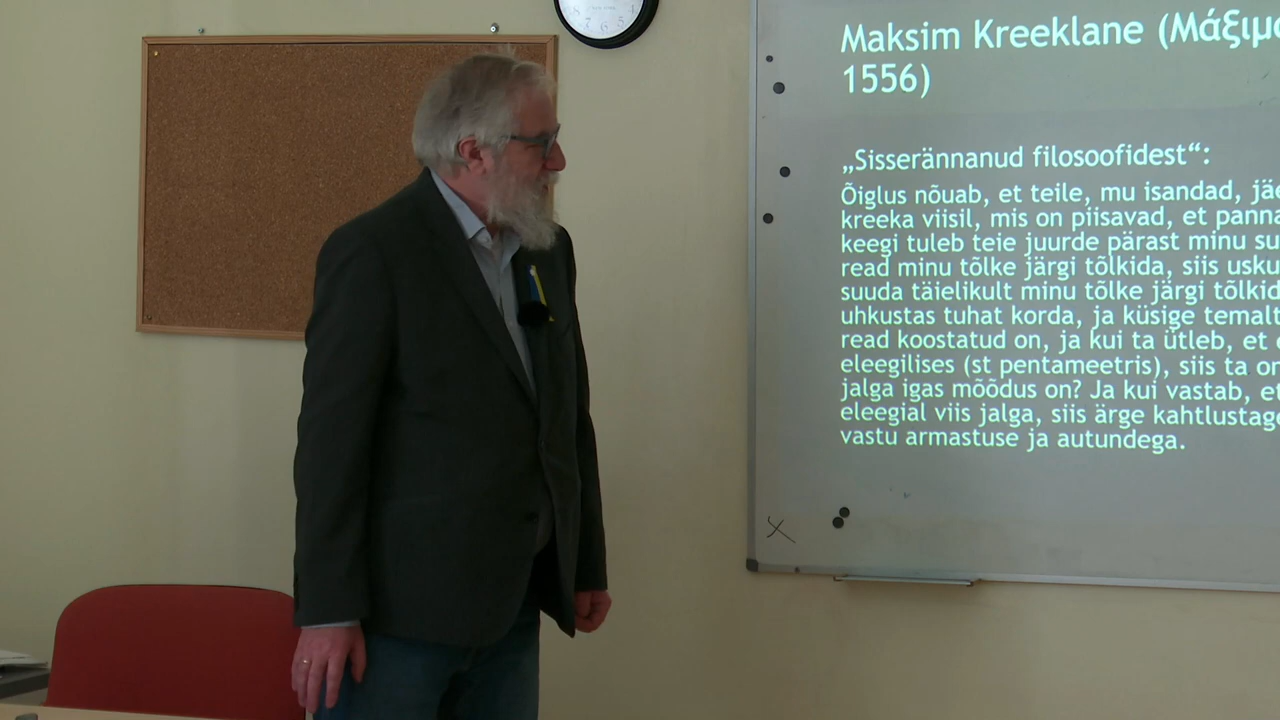 Maksim Kreeklane (Μάξιμο
1556)
„Sisserännanud filosoofidest“:
Õiglus nõuab, et teile, mu isandad, jäe
kreeka viisil, mis on piisavad, et panna
keegi tuleb teie juurde pärast minu su
read minu tõlke järgi tõlkida, siis usku
suuda täielikult minu tõlke järgi tõlkid
uhkustas tuhat korda, ja küsige temalt
read koostatud on, ja kui ta ütleb, et
eleegilises (st pentameetris), siis ta on
jalga igas mõõdus on? Ja kui vastab, et
eleegial viis jalga, siis ärge kahtlustage
vastu armastuse ja autundega.